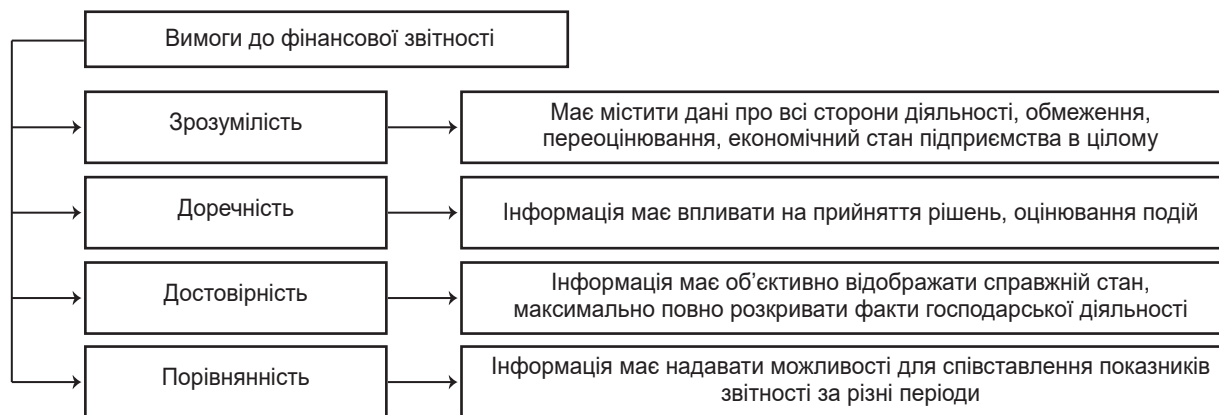 Вимоги до фінансової звітності
Зрозумілість
Має містити дані про всі сторони діяльності, обмеження,
переоцінювання, економічний стан підприємства в цілому
Доречність
Інформація має впливати на прийняття рішень, оцінювання подій
Достовірність
Інформація має об’єктивно відображати справжній стан,
максимально повно розкривати факти господарської діяльності
Порівнянність
Інформація має надавати можливості для співставлення показників
звітності за різні періоди